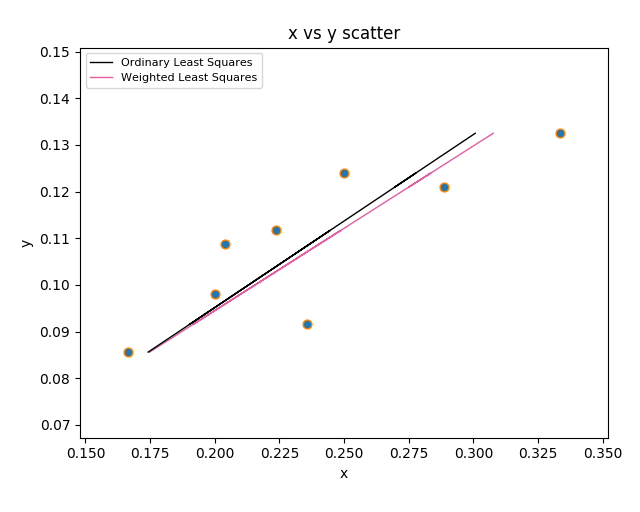 x vs y scatter
Ordinary Least Squares
Weighted Least Squares
0.15
0.14
0.13
0.12
0.11
0.10
0.09
0.08
0.07
y
0.150 0.175 0.200 0.225 0.250 0.275 0.300 0.325 0.350
x